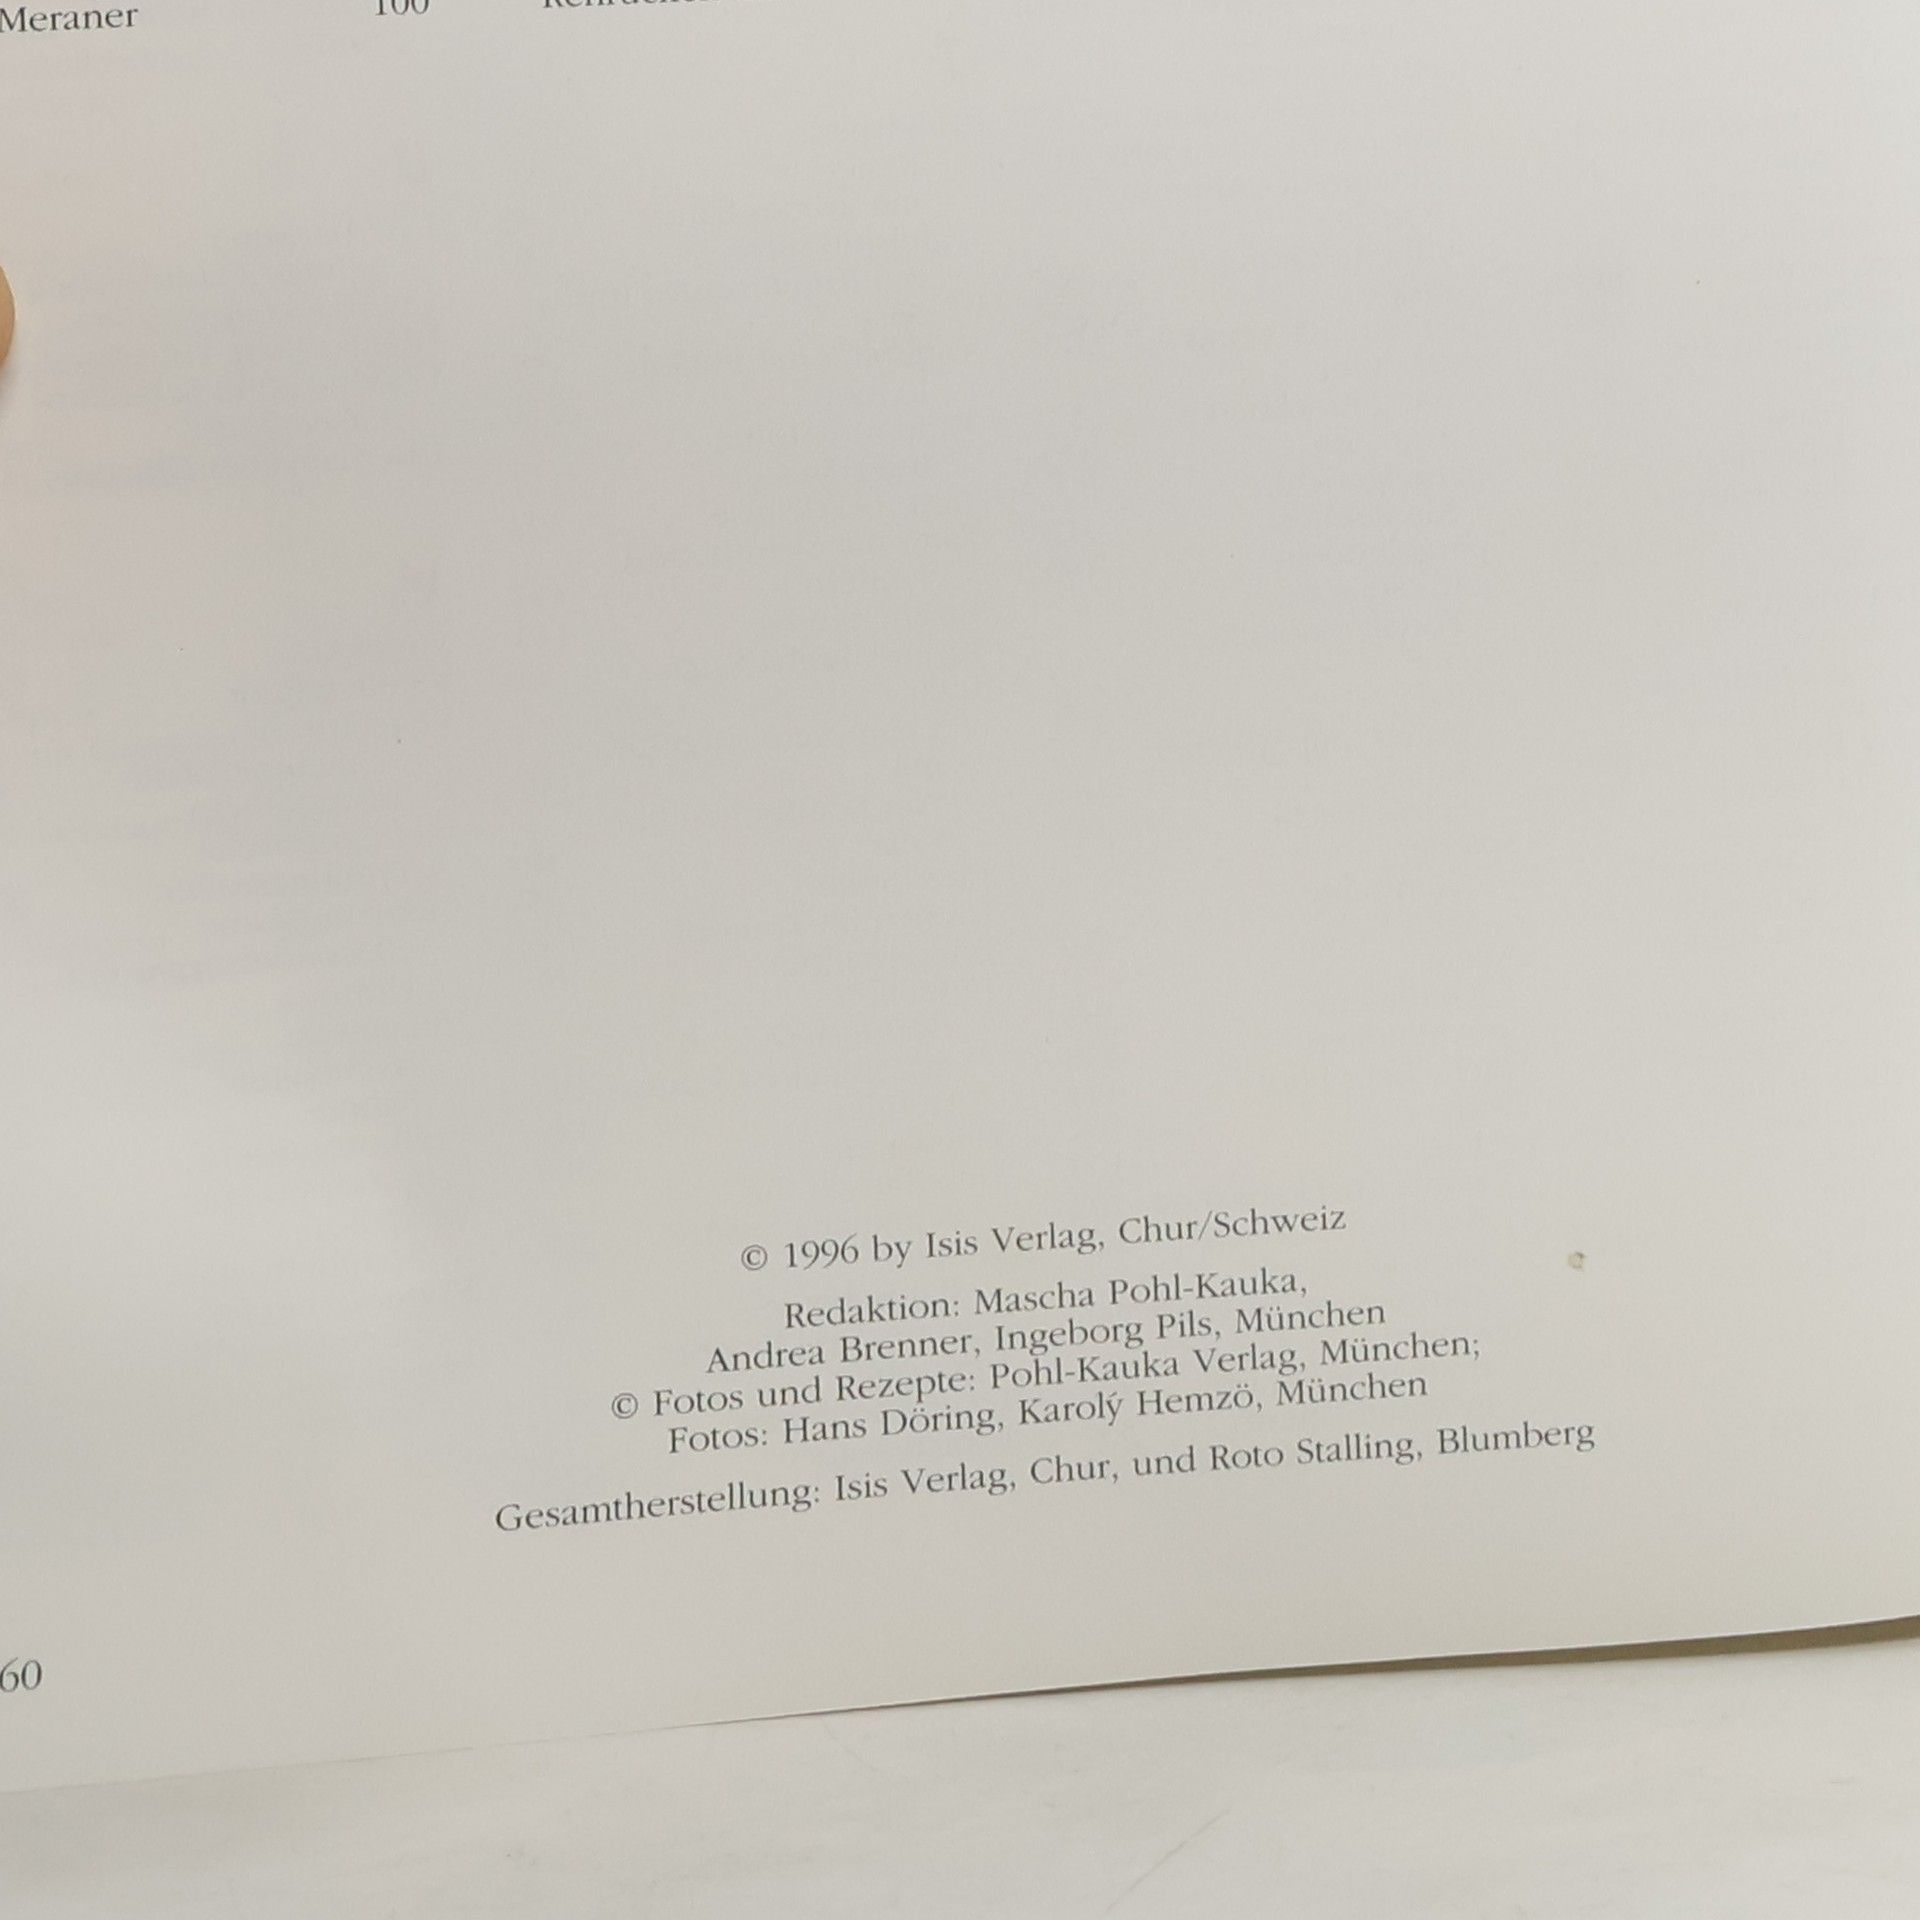 Meraner 100
© 1996 by Isis Verlag, Chur/Schweiz
Redaktion: Mascha Pohl-Kauka,
Andrea Brenner, Ingeborg Pils, München
© Fotos und Rezepte: Pohl-Kauka Verlag, München;
Fotos: Hans Döring, Karolý Hemzö, München
Gesamtherstellung: Isis Verlag, Chur, und Roto Stalling, Blumberg
60